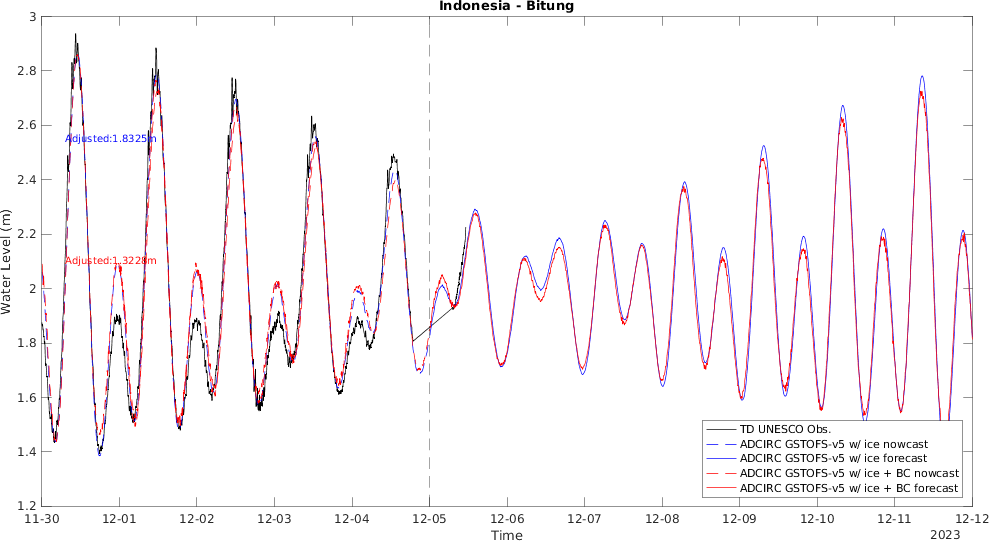 Indonesia - Bitung
3
2.8
2.6
2.4
2.2
2
1.8
1.6
1.4
1.2
Water Level (m)
Adjusted:1.8325m
Adjusted:1.3228m
TD UNESCO Obs.
ADCIRC GSTOFS-v5 w/ ice nowcast
ADCIRC GSTOFS-v5 w/ ice forecast
ADCIRC GSTOFS-v5 w/ ice + BC nowcast
ADCIRC GSTOFS-v5 w/ ice + BC forecast
11-30 12-01 12-02 12-03 12-04 12-05 12-06 12-07 12-08 12-09 12-10 12-11 12-12
Time
2023